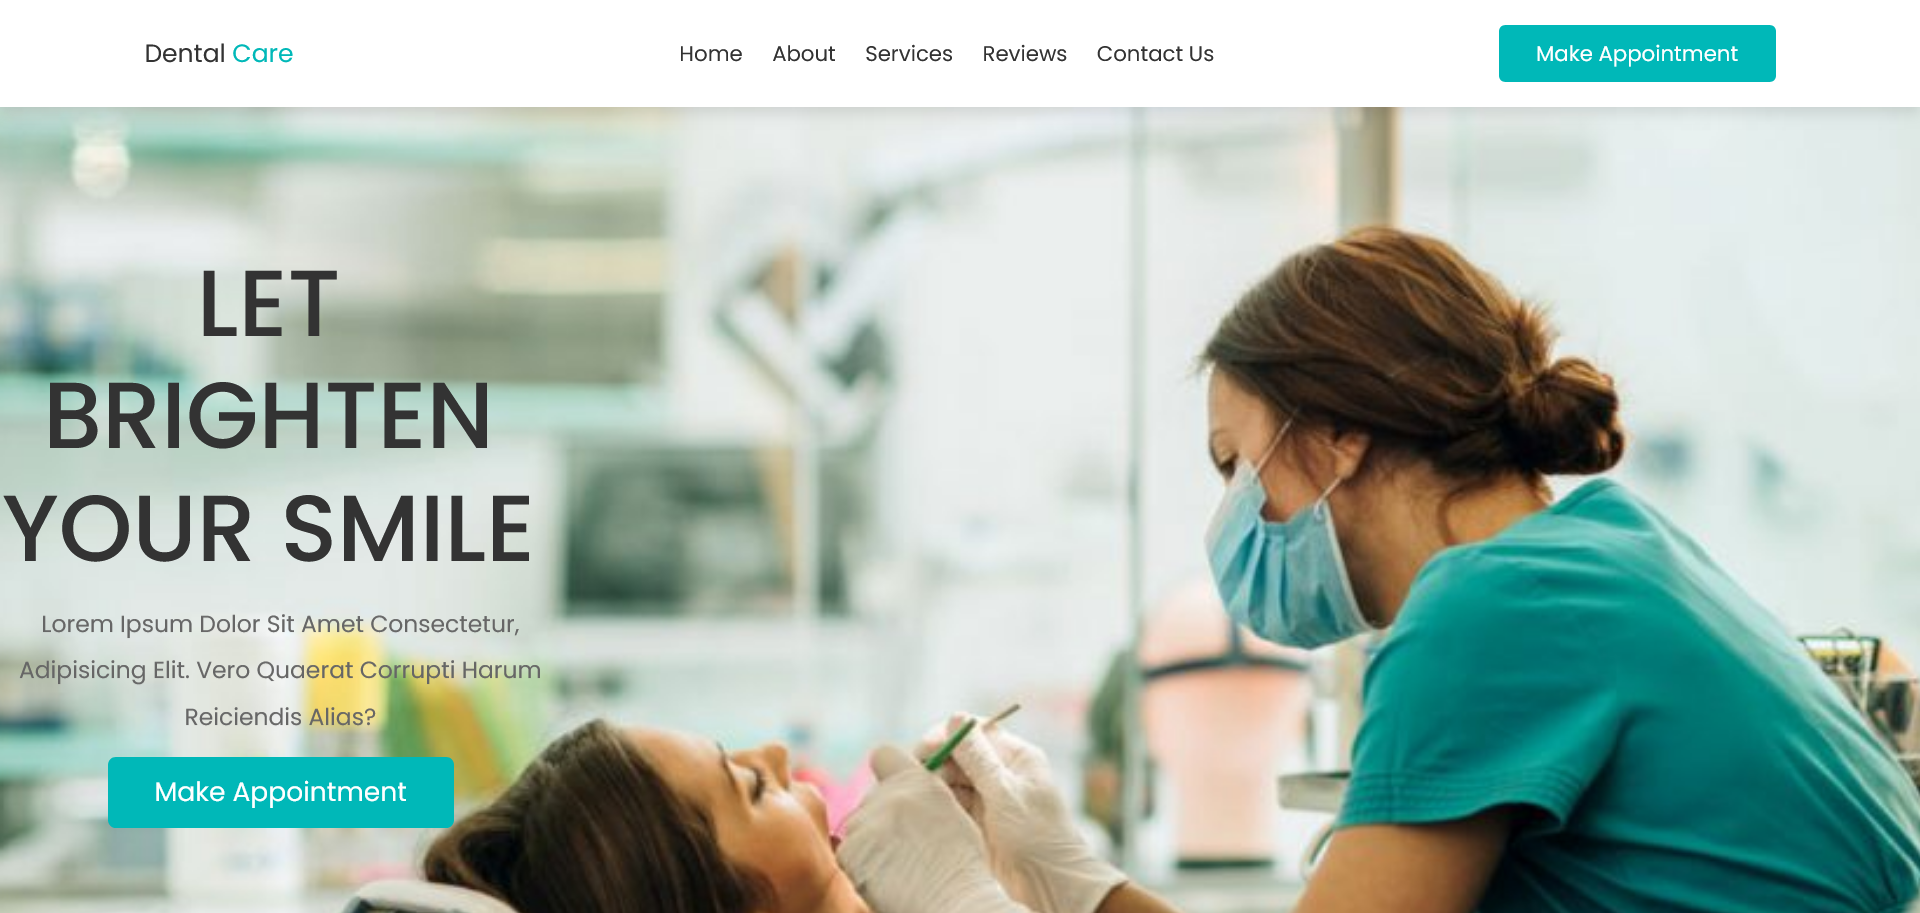 Dental Care
Home About Services Reviews Contact Us
Make Appointment
LET
BRIGHTEN
YOUR SMILE
Lorem Ipsum Dolor Sit Amet Consectetur,
Adipisicing Elit. Vero Quaerat Corrupti Harum
Reiciendis Alias?
Make Appointment